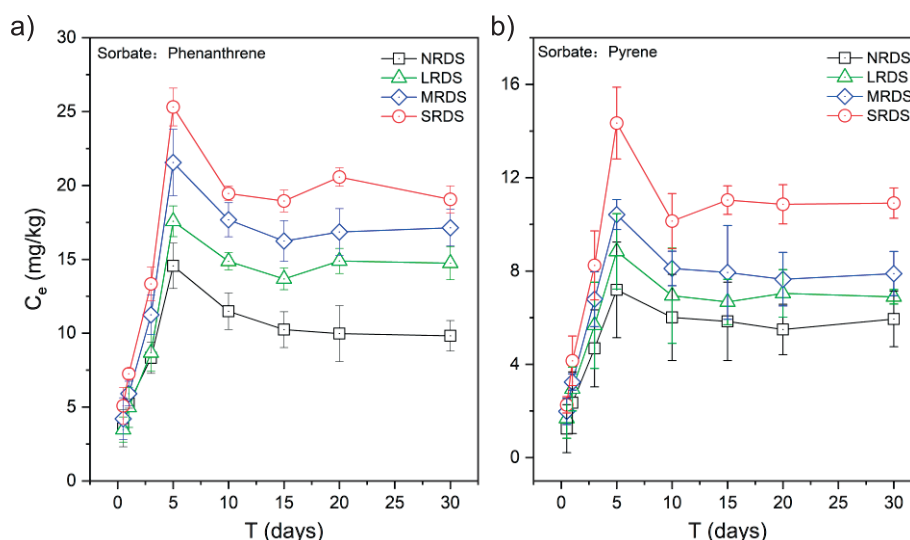 a)
Sorbate: Phenanthrene
NRDS
LRDS
MRDS
SRDS
30
25
20
15
10
5
0
C_e (mg/kg)
0 5 10 15 20 25 30
T (days)
b)
Sorbate: Pyrene
NRDS
LRDS
MRDS
SRDS
16
12
8
4
0
0 5 10 15 20 25 30
T (days)